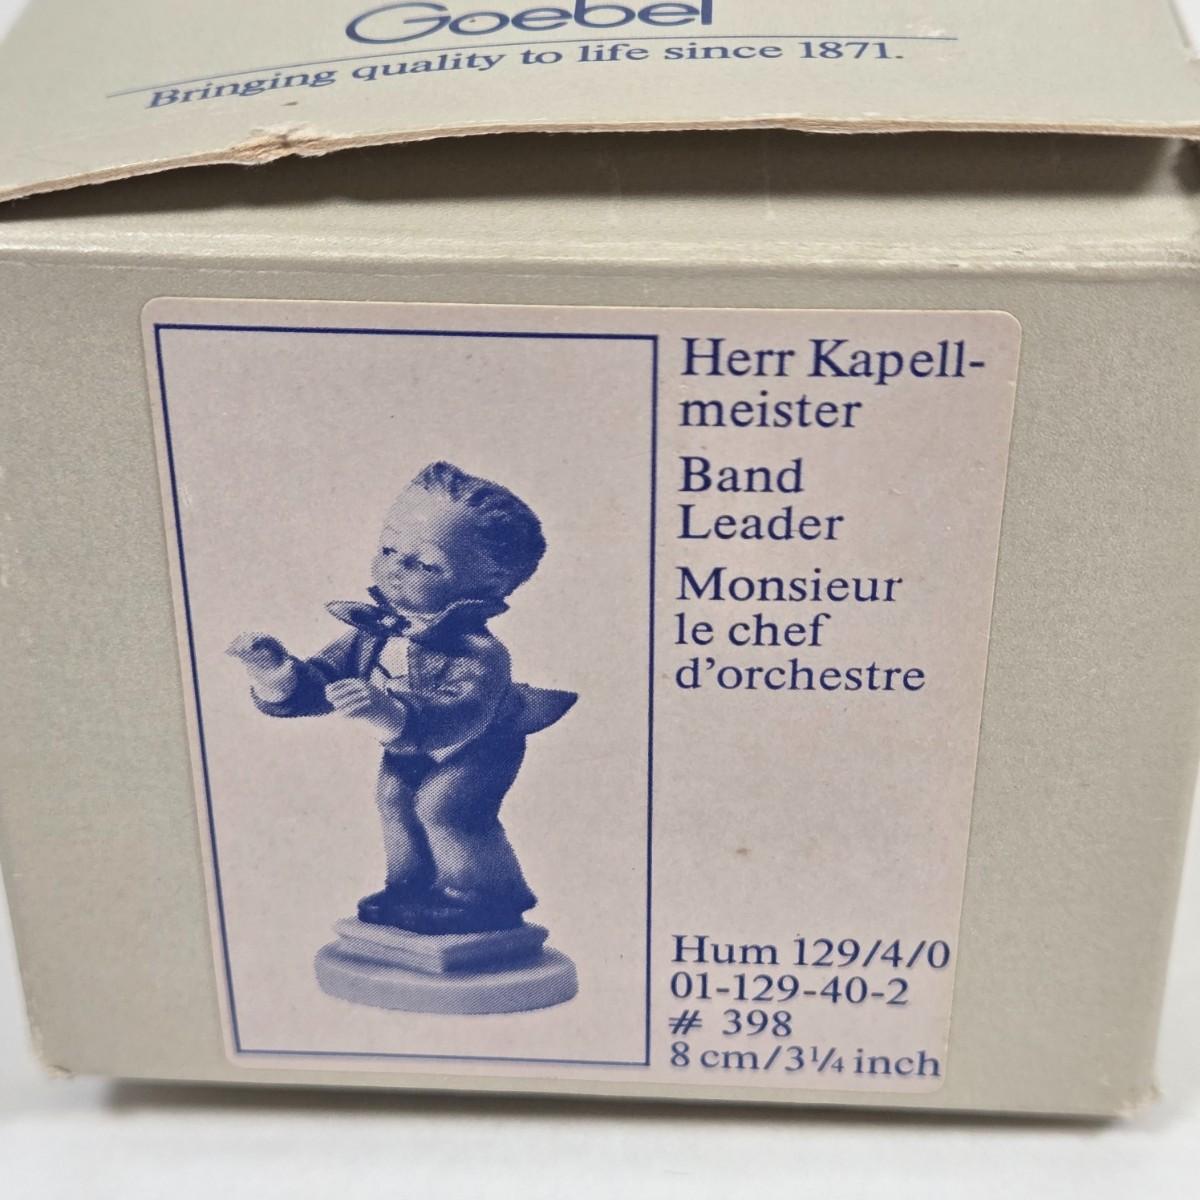 Goebel
Bringing quality to life since 1871.
Herr Kapell-
meister
Band
Leader
Monsieur
le chef
d'orchestre
Hum 129/4/0
01-129-40-2
# 398
8 cm/3¼ inch